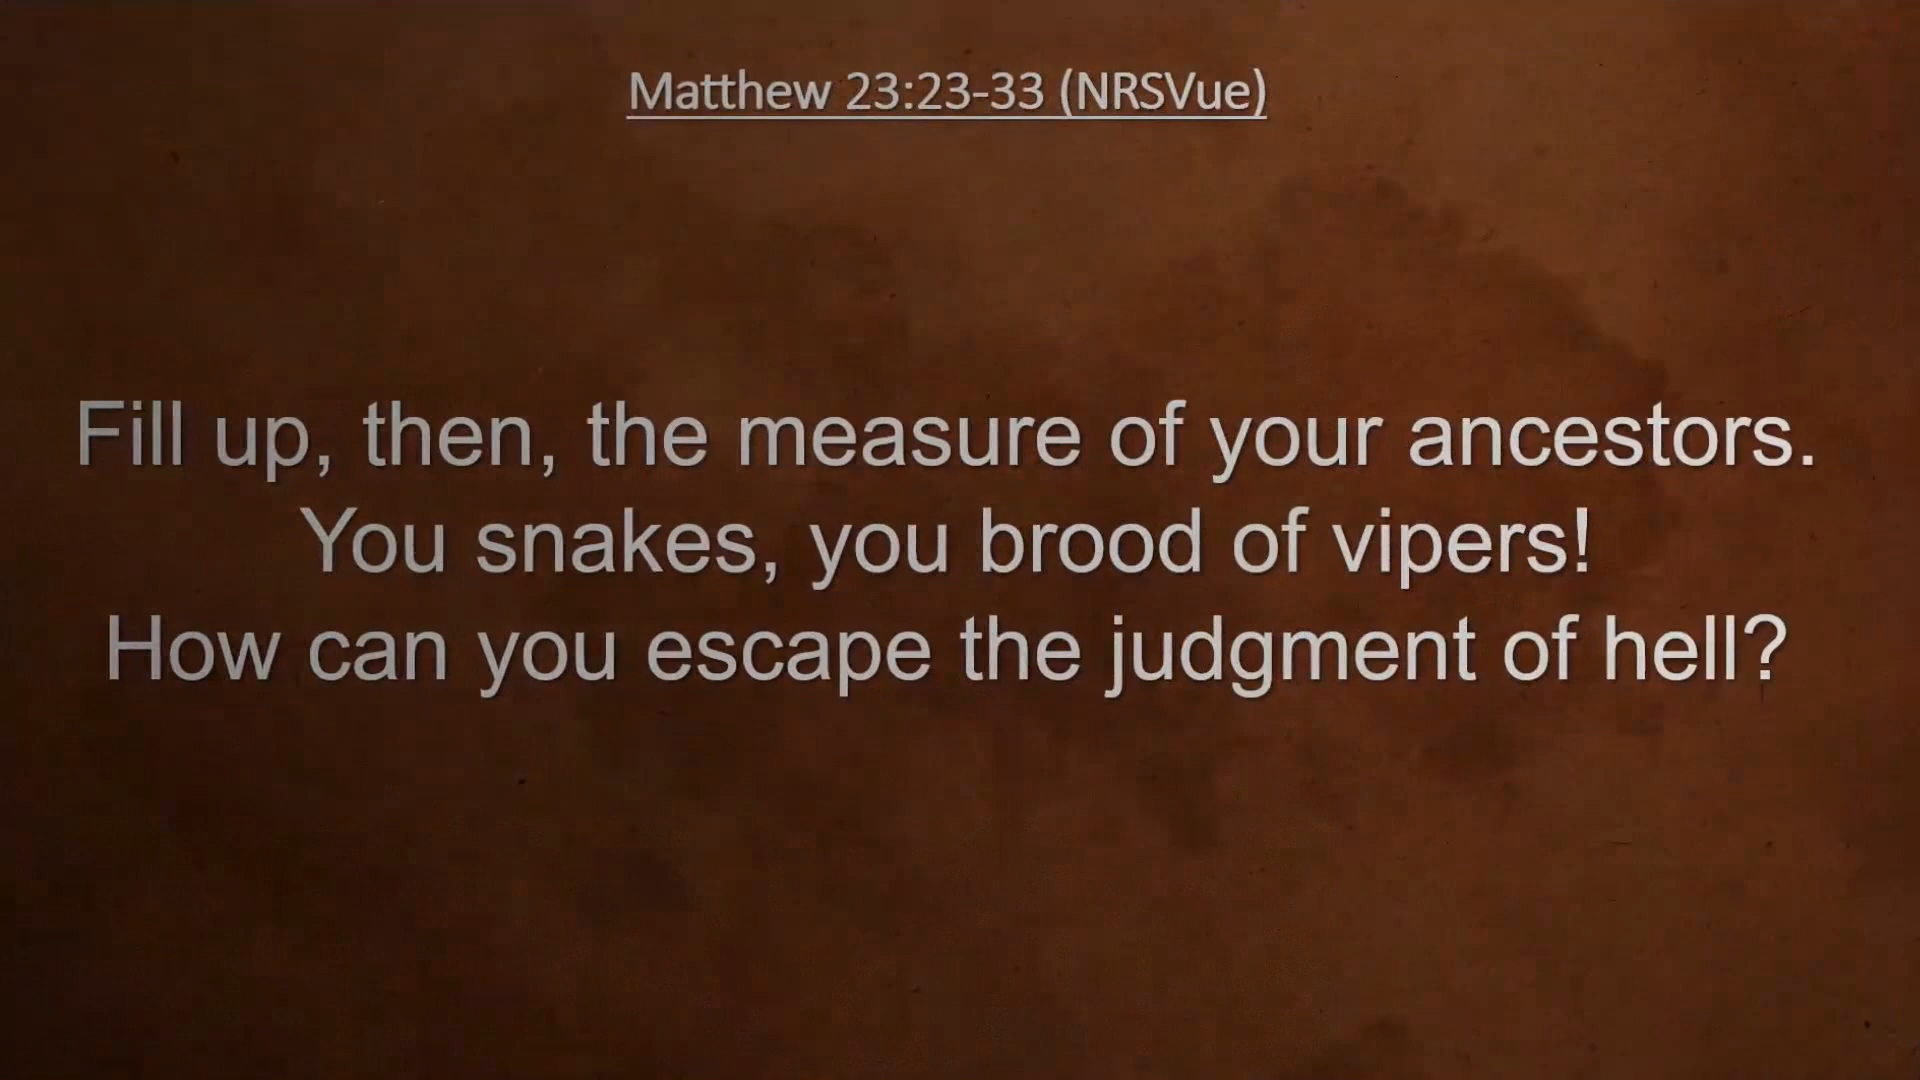 Matthew 23:23-33 (NRSVue)
Fill up, then, the measure of your ancestors.
You snakes, you brood of vipers!
How can you escape the judgment of hell?